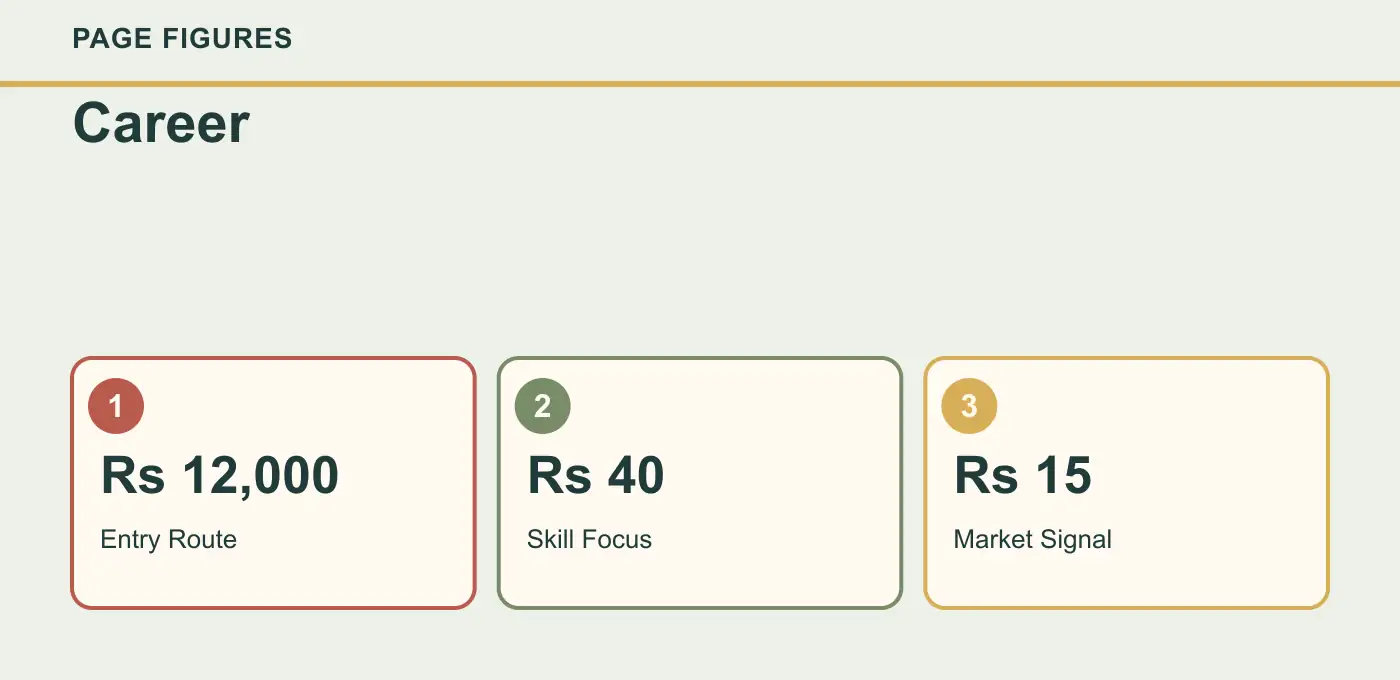 PAGE FIGURES
Career
1
Rs 12,000
Entry Route
2
Rs 40
Skill Focus
3
Rs 15
Market Signal